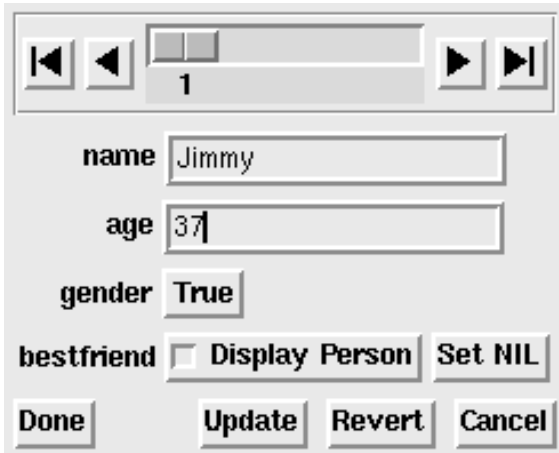 1
name Jimmy
age 37
gender True
bestfriend Display Person Set NIL
Done Update Revert Cancel